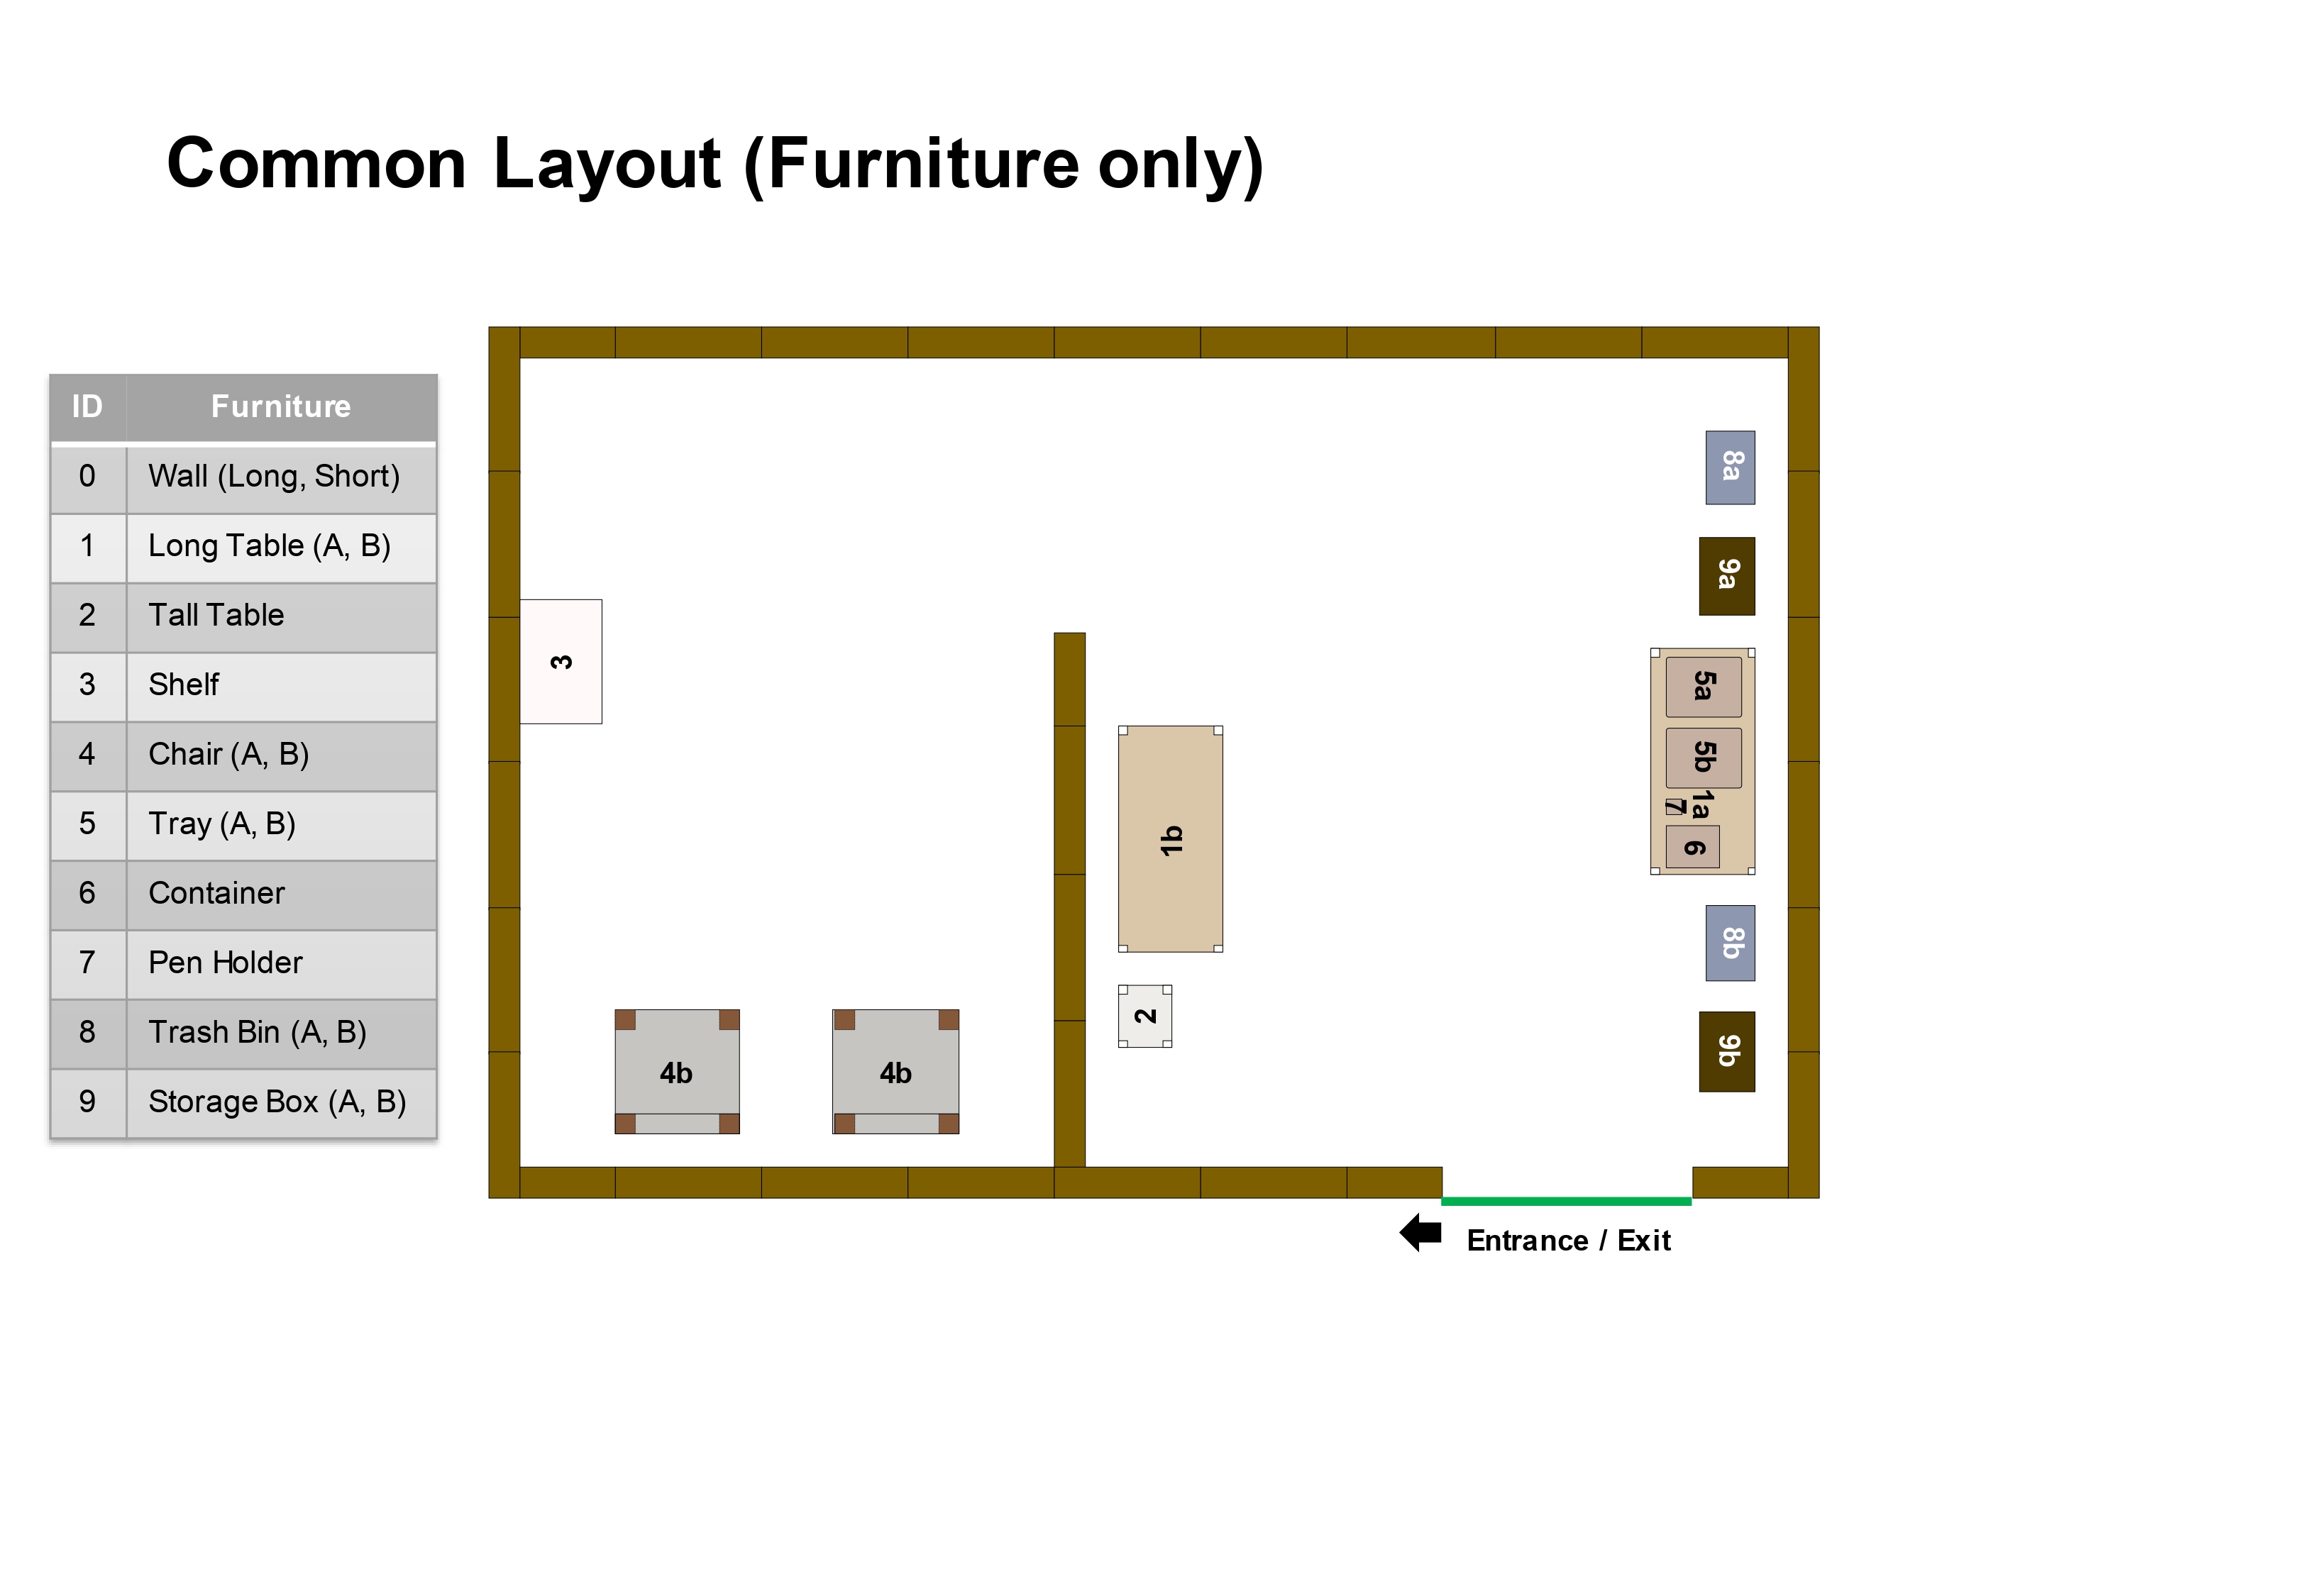 Common Layout (Furniture only)
ID Furniture
0 Wall (Long, Short)
1 Long Table (A, B)
2 Tall Table
3 Shelf
4 Chair (A, B)
5 Tray (A, B)
6 Container
7 Pen Holder
8 Trash Bin (A, B)
9 Storage Box (A, B)
8a
9a
3
5a
5b
1a
7
6
1b
8b
2
9b
4b
4b
Entrance / Exit